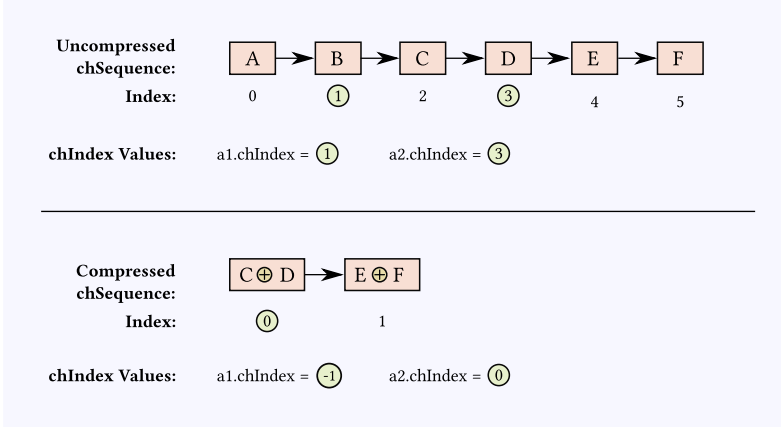 Uncompressed chSequence: A B C D E F
Index: 0 1 2 3 4 5
chIndex Values: a1.chIndex = 1 a2.chIndex = 3
Compressed chSequence: C ⊕ D E ⊕ F
Index: 0 1
chIndex Values: a1.chIndex = -1 a2.chIndex = 0